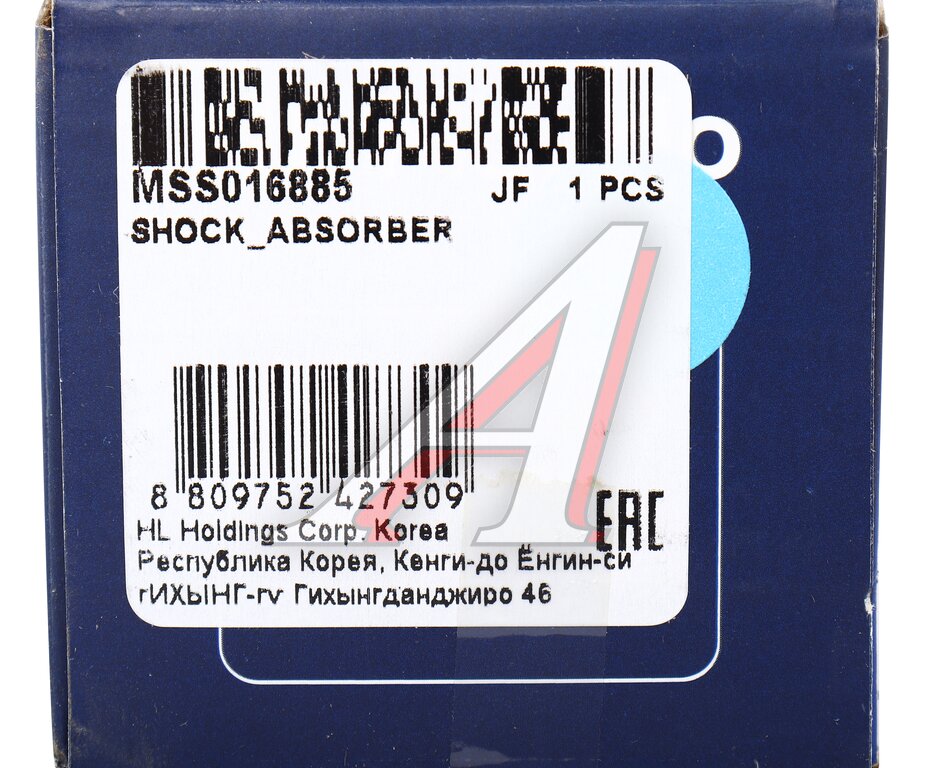 MSS016885 JF 1 PCS
SHOCK_ABSORBER
8 809752 427309
HL Holdings Corp. Korea EAC
Республика Корея, Кенги-до Ёнгин-си
гИХЫНГ-гv Гихынгданджиро 46